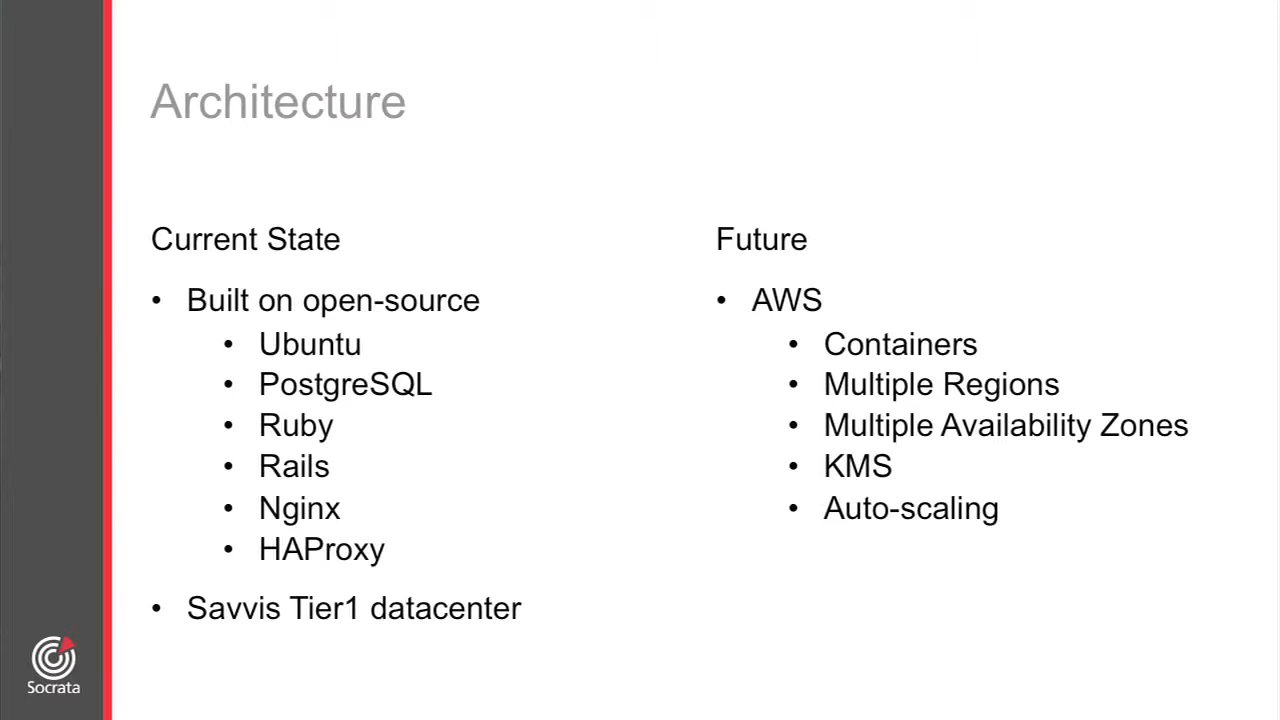 Architecture
Current State
• Built on open-source
• Ubuntu
• PostgreSQL
• Ruby
• Rails
• Nginx
• HAProxy
• Savvis Tier1 datacenter
Future
• AWS
• Containers
• Multiple Regions
• Multiple Availability Zones
• KMS
• Auto-scaling
Socrata